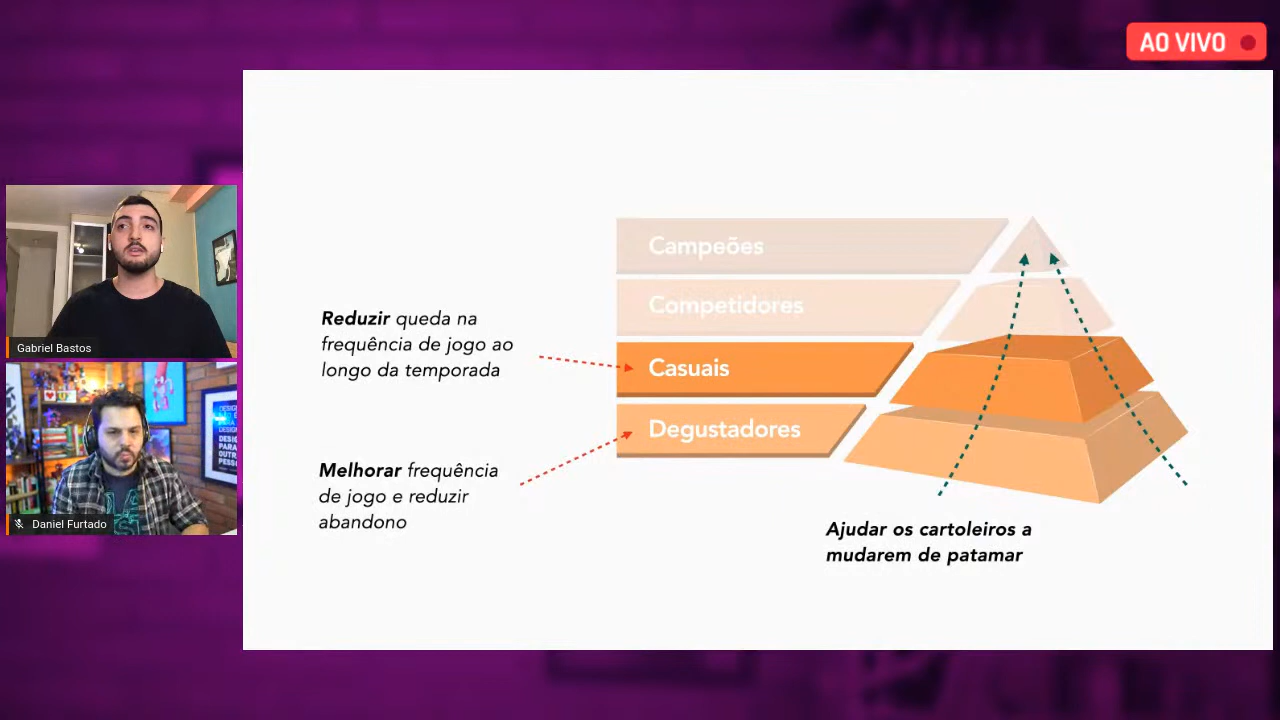 AO VIVO
Gabriel Bastos
Daniel Furtado
Reduzir queda na
frequência de jogo ao
longo da temporada
Melhorar frequência
de jogo e reduzir
abandono
Campeões
Competidores
Casuais
Degustadores
Ajudar os cartoleiros a
mudarem de patamar